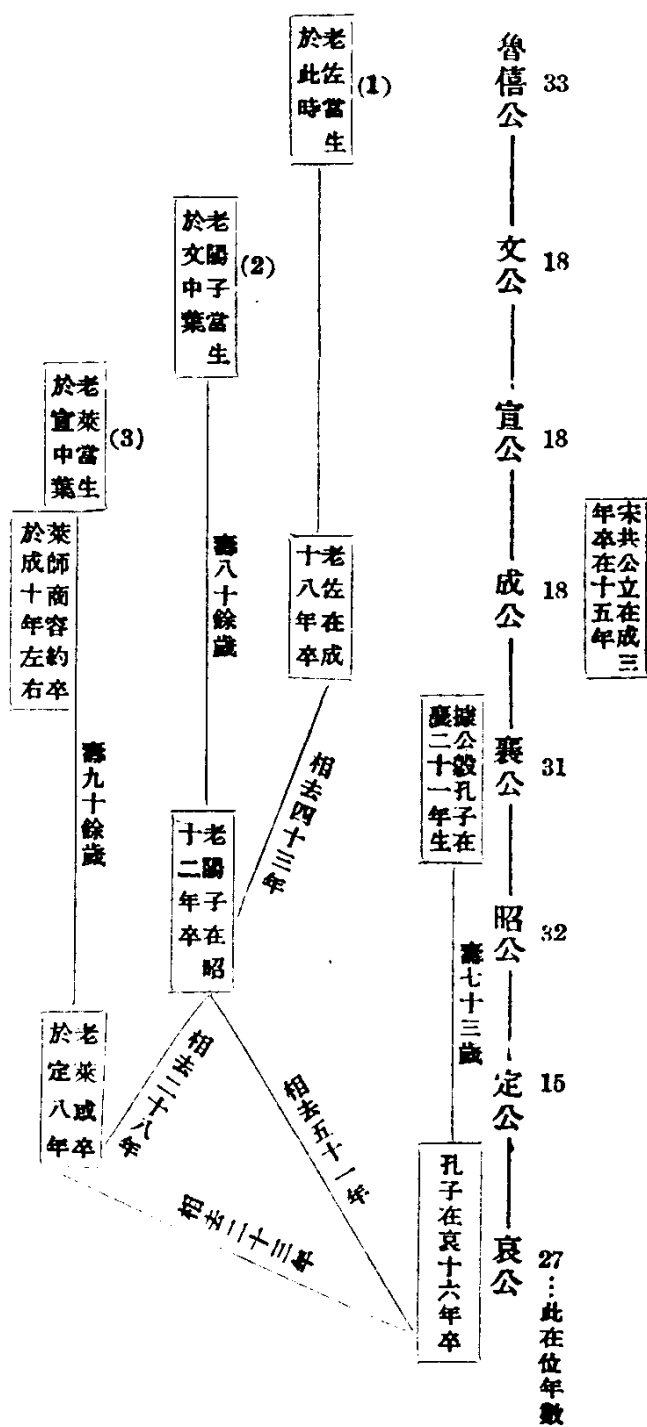 宋共公立在成三
年卒在十五年
魯僖公 33
文公 18
宣公 18
成公 18
襄公 31
昭公 32
定公 15
哀公 27…此在位年數
據公穀孔子在
襄二十一年生
壽七十三歲
孔子在哀十六年卒
(1)
老佐當生
於此時
老佐在成
十八年卒
相去四十三年
相去五十一年
(2)
老陽子當生
於文中葉
壽八十餘歲
老陽子在昭
十二年卒
相去二十八年
相去二十三年
(3)
老萊當生
於宣中葉
萊師商容約卒
於成十年左右
壽九十餘歲
老萊或卒
於定八年